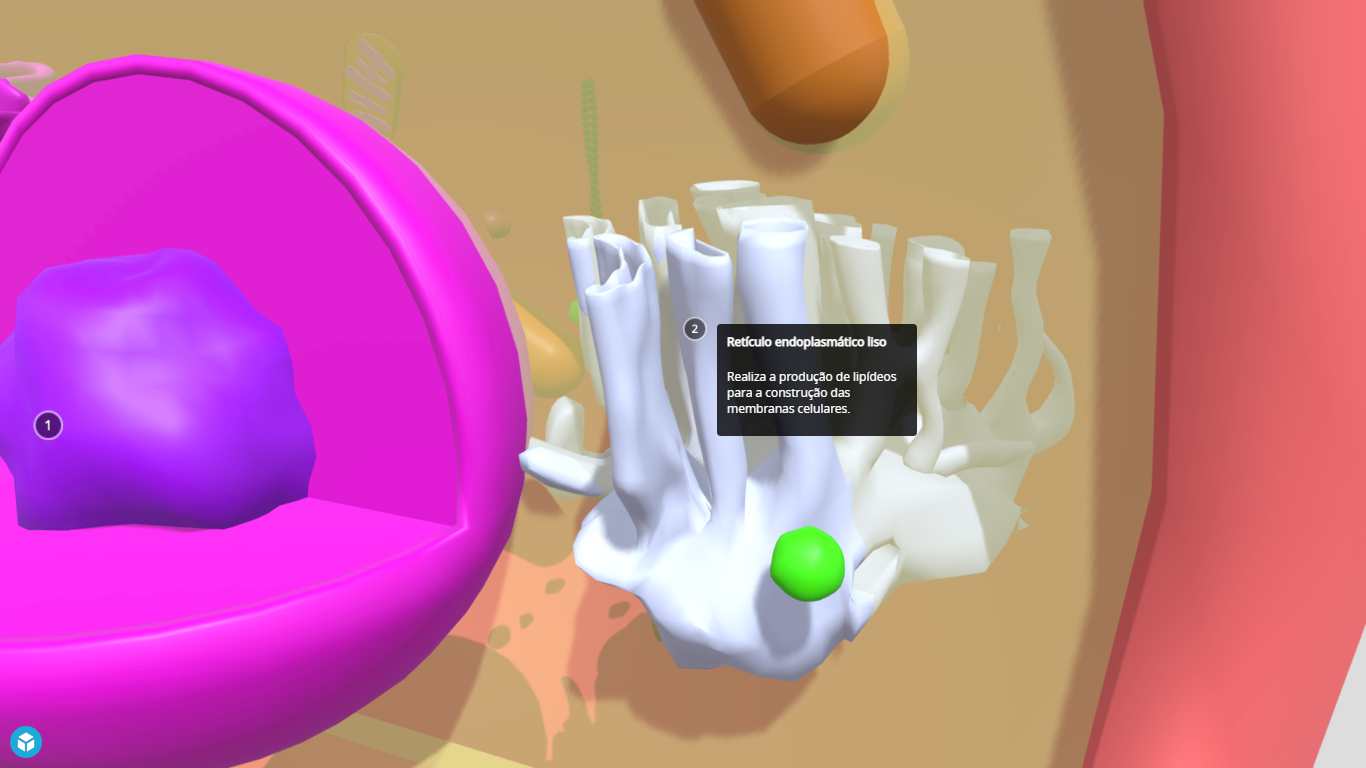 1
2
Retículo endoplasmático liso
Realiza a produção de lipídeos
para a construção das
membranas celulares.